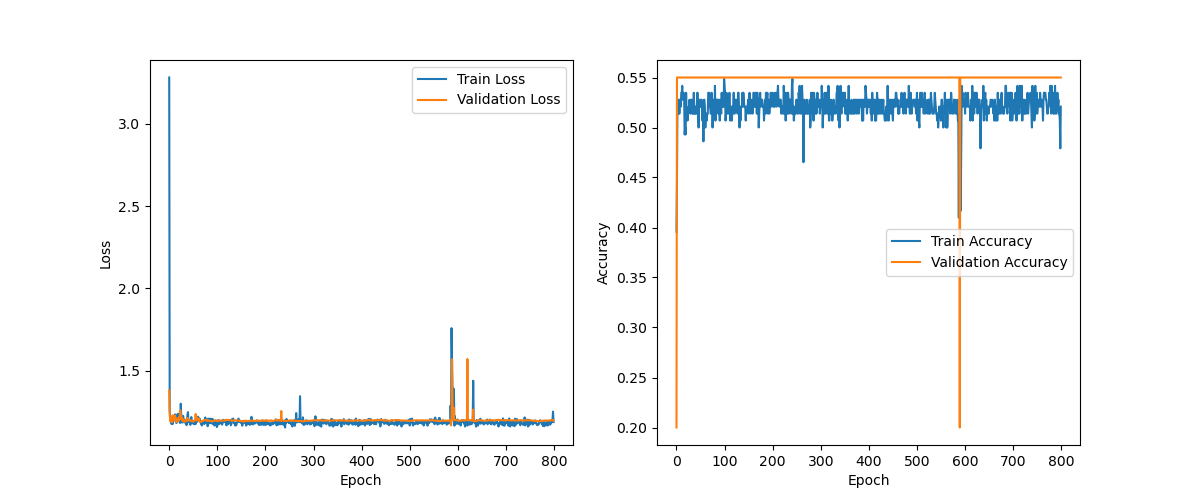 Train Loss
Validation Loss
3.0
2.5
2.0
1.5
Loss
0 100 200 300 400 500 600 700 800
Epoch
0.55
0.50
0.45
0.40
0.35
0.30
0.25
0.20
Accuracy
Train Accuracy
Validation Accuracy
0 100 200 300 400 500 600 700 800
Epoch